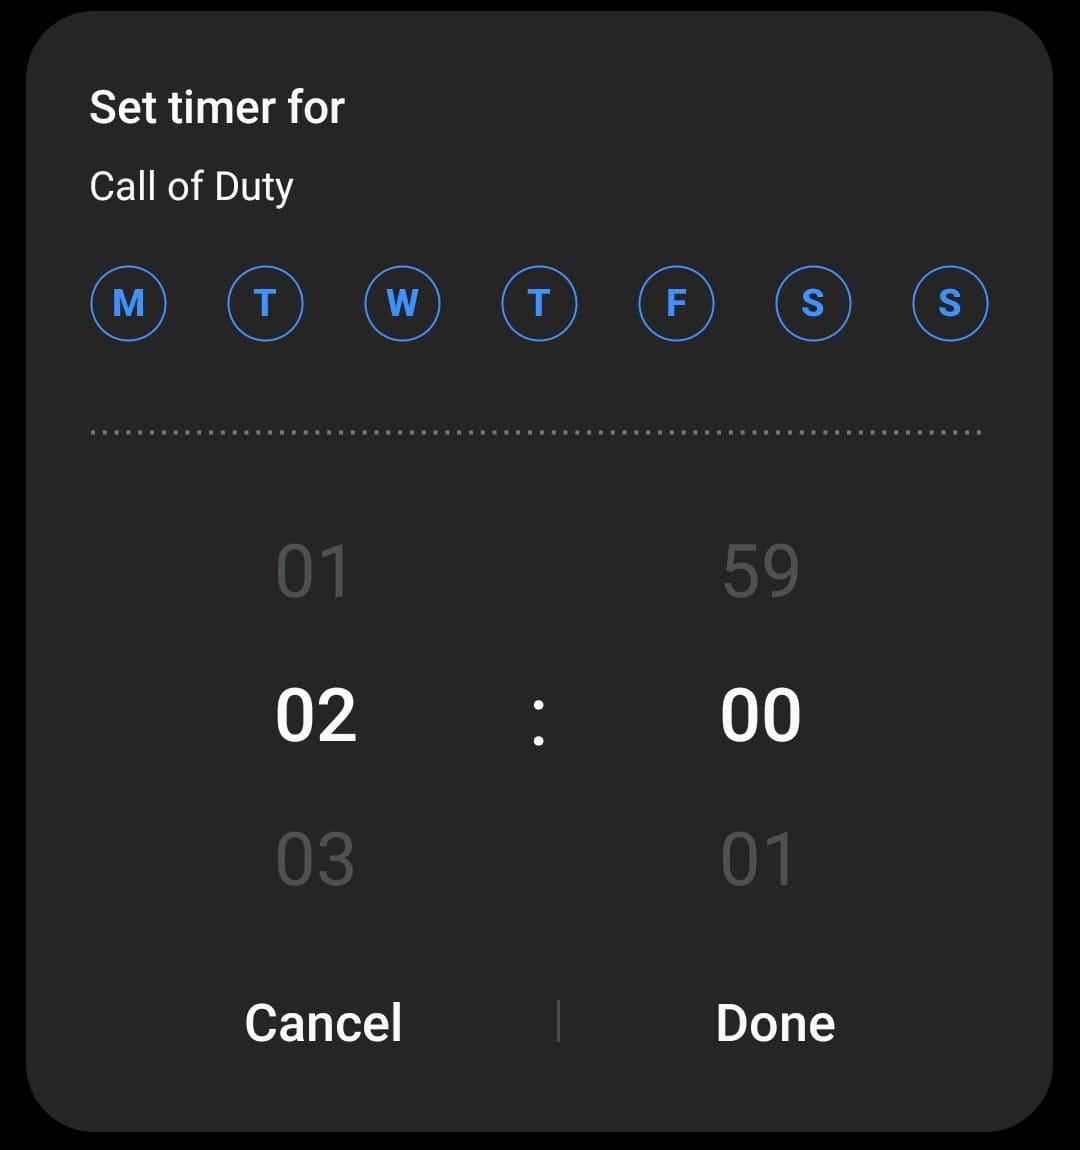 Set timer for
Call of Duty
M T W T F S S
01 59
02 : 00
03 01
Cancel | Done